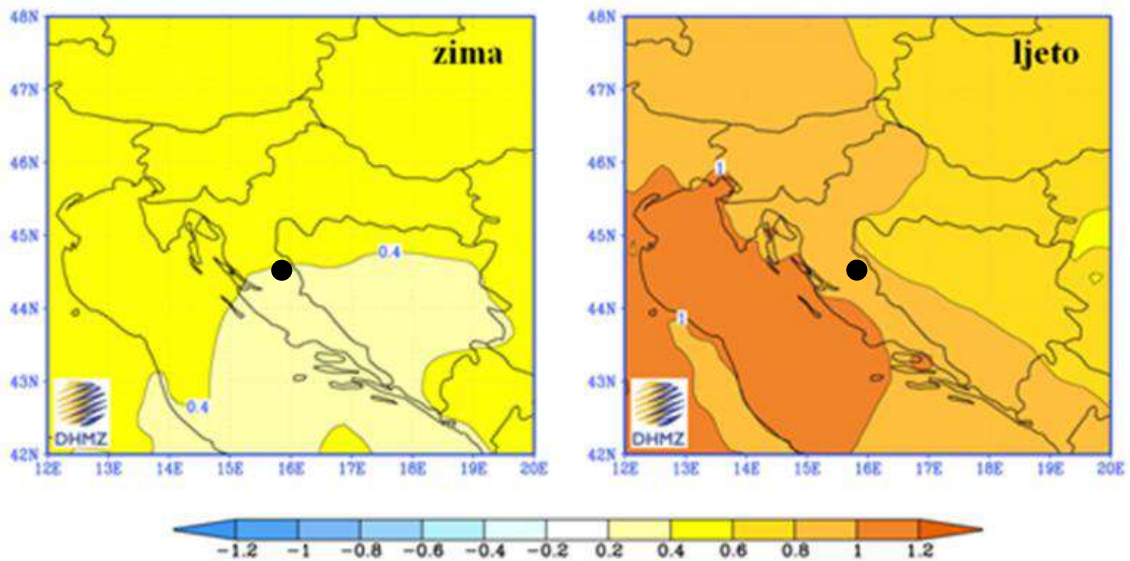 zima
ljeto
48N
47N
46N
45N
44N
43N
42N
12E 13E 14E 15E 16E 17E 18E 19E 20E
0.4
0.4
DHMZ
48N
47N
46N
45N
44N
43N
42N
12E 13E 14E 15E 16E 17E 18E 19E 20E
1
1
DHMZ
-1.2 -1 -0.8 -0.6 -0.4 -0.2 0.2 0.4 0.6 0.8 1 1.2